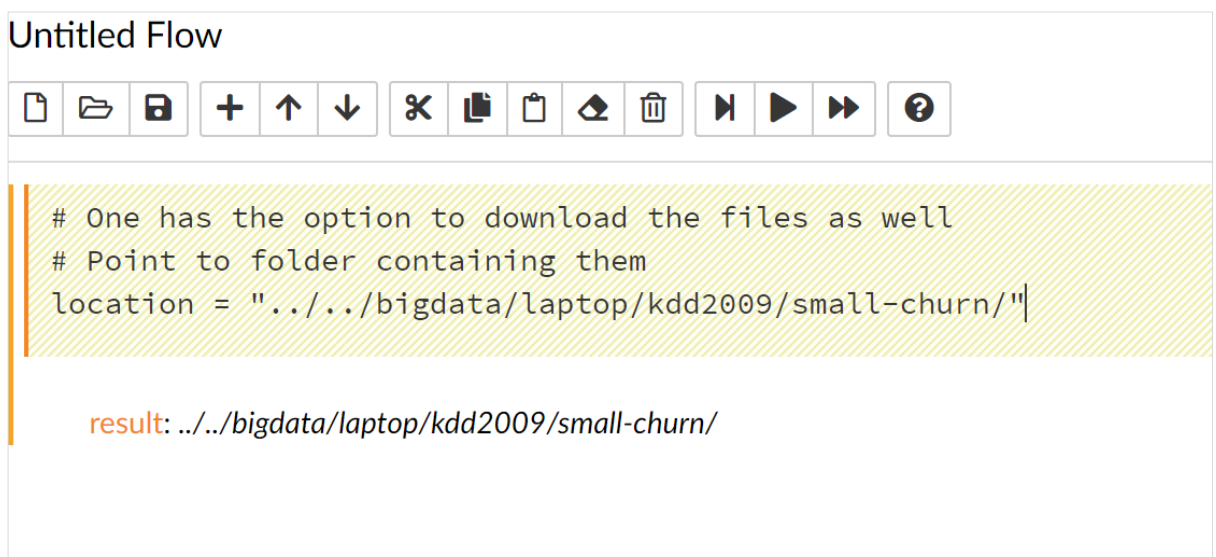 Untitled Flow
# One has the option to download the files as well
# Point to folder containing them
location = "../../bigdata/laptop/kdd2009/small-churn/"
result: ../../bigdata/laptop/kdd2009/small-churn/